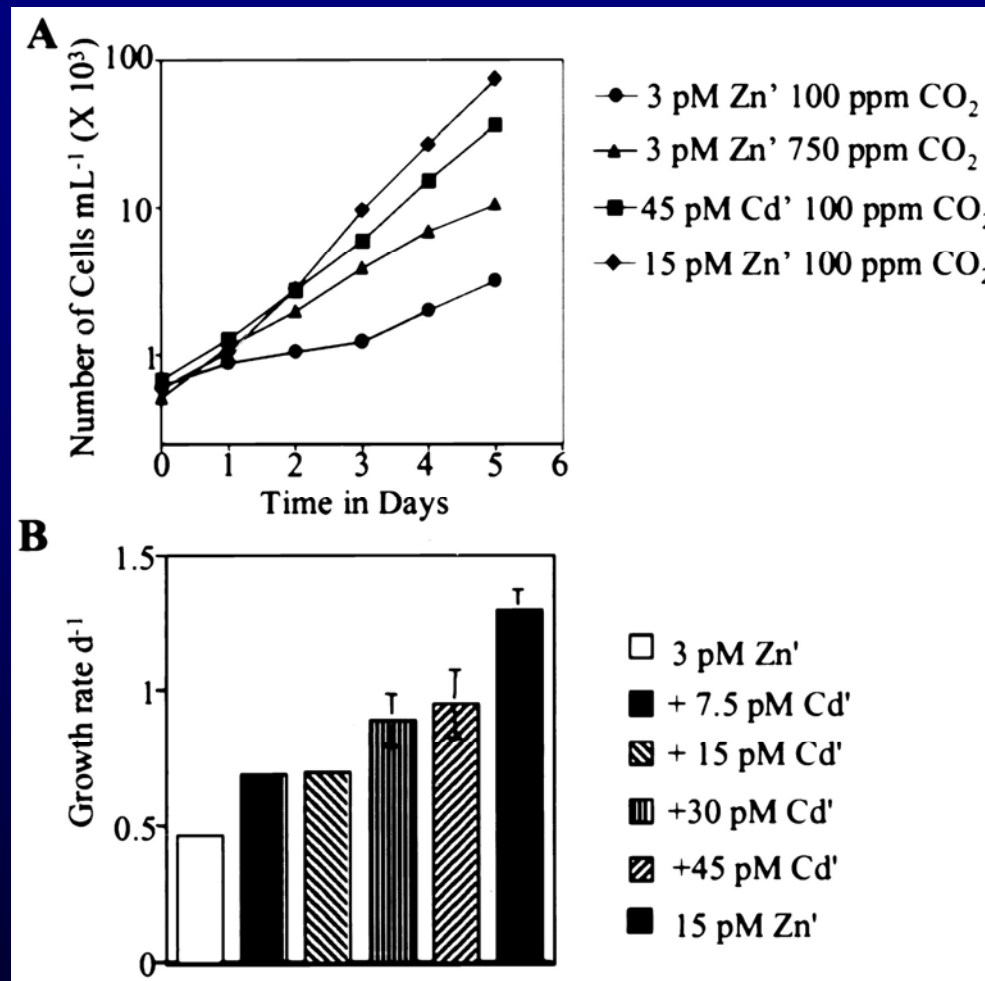 A
Number of Cells mL⁻¹ (X 10³)
100
10
1
0 1 2 3 4 5 6
Time in Days
3 pM Zn' 100 ppm CO₂
3 pM Zn' 750 ppm CO₂
45 pM Cd' 100 ppm CO₂
15 pM Zn' 100 ppm CO₂
B
Growth rate d⁻¹
1.5
1
0.5
0
3 pM Zn'
+ 7.5 pM Cd'
+ 15 pM Cd'
+30 pM Cd'
+45 pM Cd'
15 pM Zn'